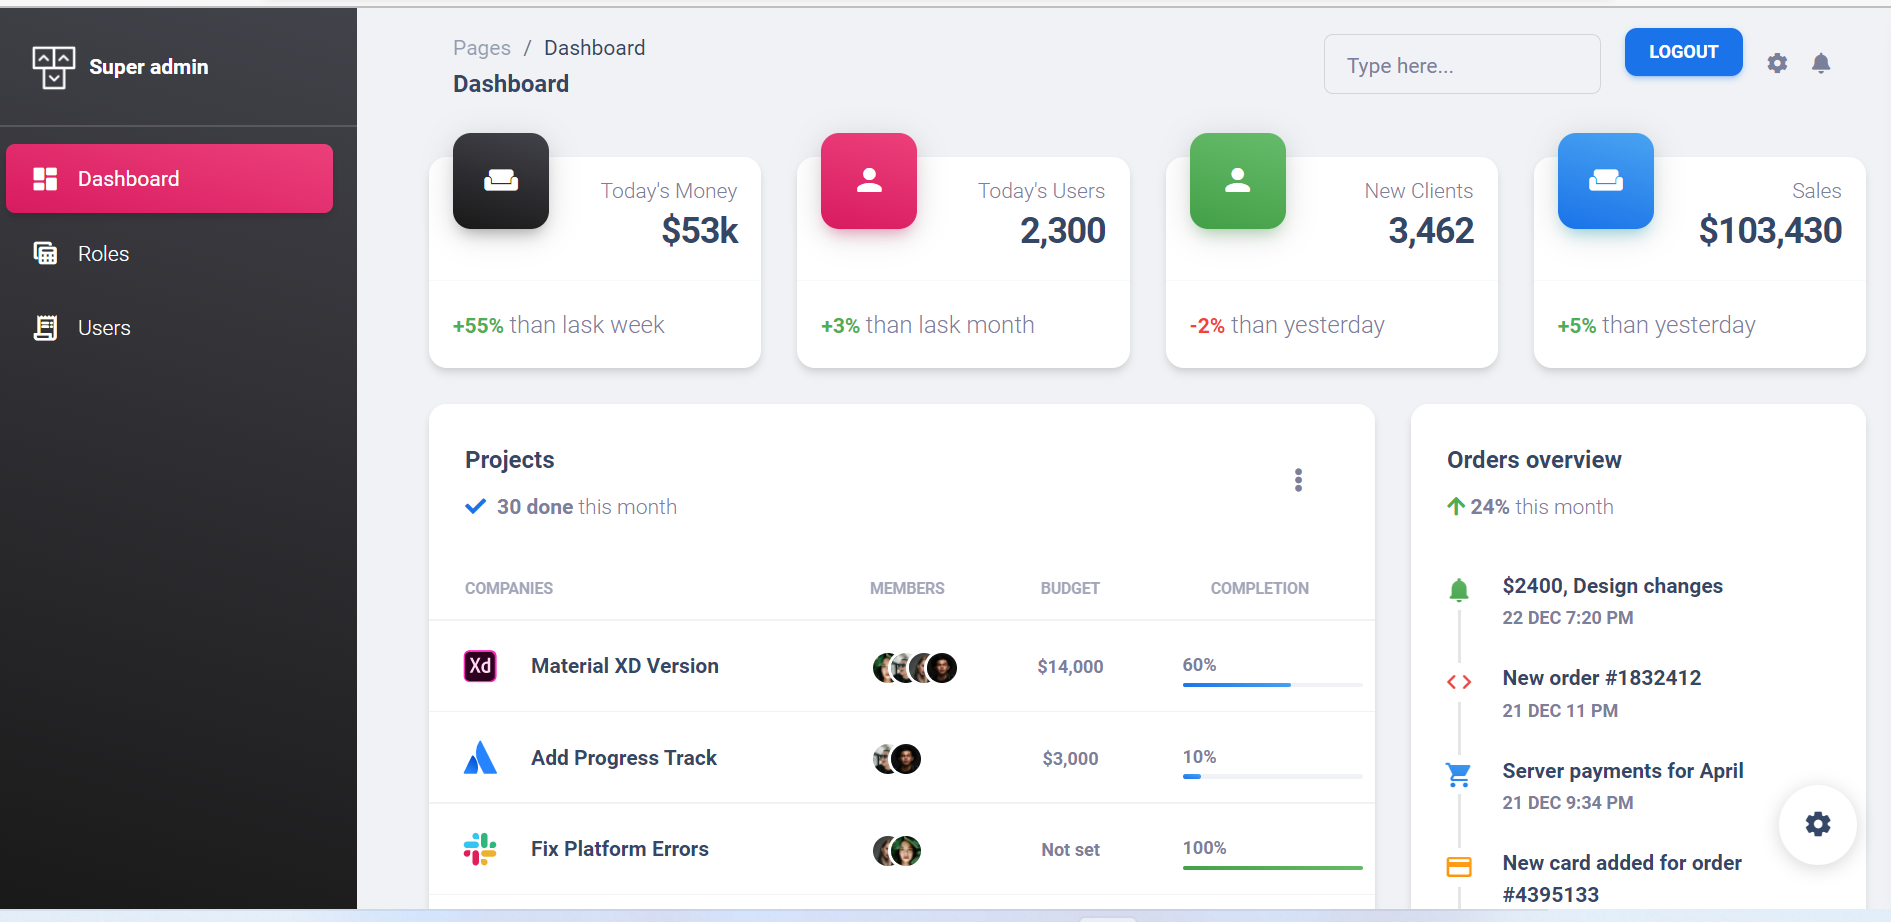 Super admin
Dashboard
Roles
Users
Pages / Dashboard
Dashboard
Type here...
LOGOUT
Today's Money
$53k
+55% than lask week
Today's Users
2,300
+3% than lask month
New Clients
3,462
-2% than yesterday
Sales
$103,430
+5% than yesterday
Projects
30 done this month
COMPANIES MEMBERS BUDGET COMPLETION
Xd Material XD Version $14,000 60%
Add Progress Track $3,000 10%
Fix Platform Errors Not set 100%
Orders overview
24% this month
$2400, Design changes
22 DEC 7:20 PM
New order #1832412
21 DEC 11 PM
Server payments for April
21 DEC 9:34 PM
New card added for order
#4395133